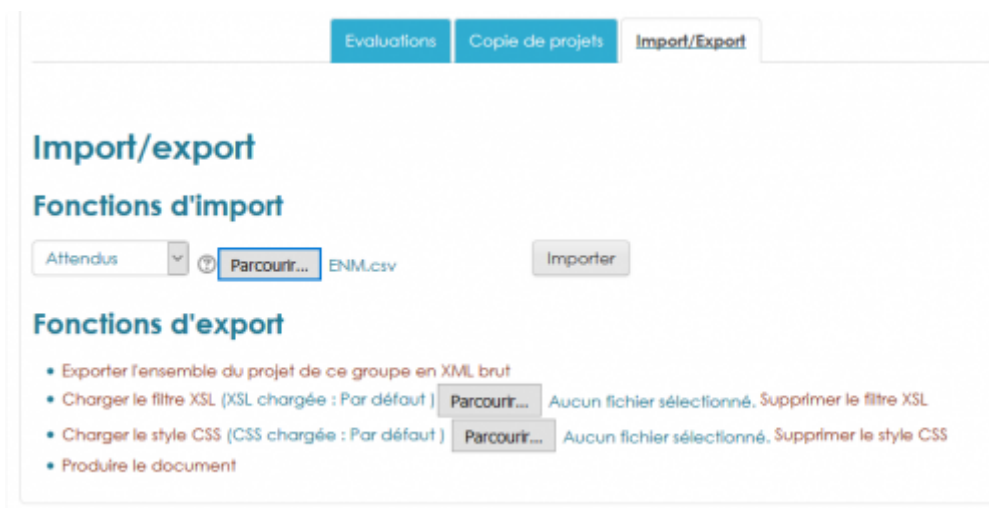 Evaluations Copie de projets Import/Export
Import/export
Fonctions d'import
Attendus ? Parcourir... ENM.csv Importer
Fonctions d'export
• Exporter l'ensemble du projet de ce groupe en XML brut
• Charger le filtre XSL (XSL chargée : Par défaut ) Parcourir... Aucun fichier sélectionné. Supprimer le filtre XSL
• Charger le style CSS (CSS chargée : Par défaut ) Parcourir... Aucun fichier sélectionné. Supprimer le style CSS
• Produire le document